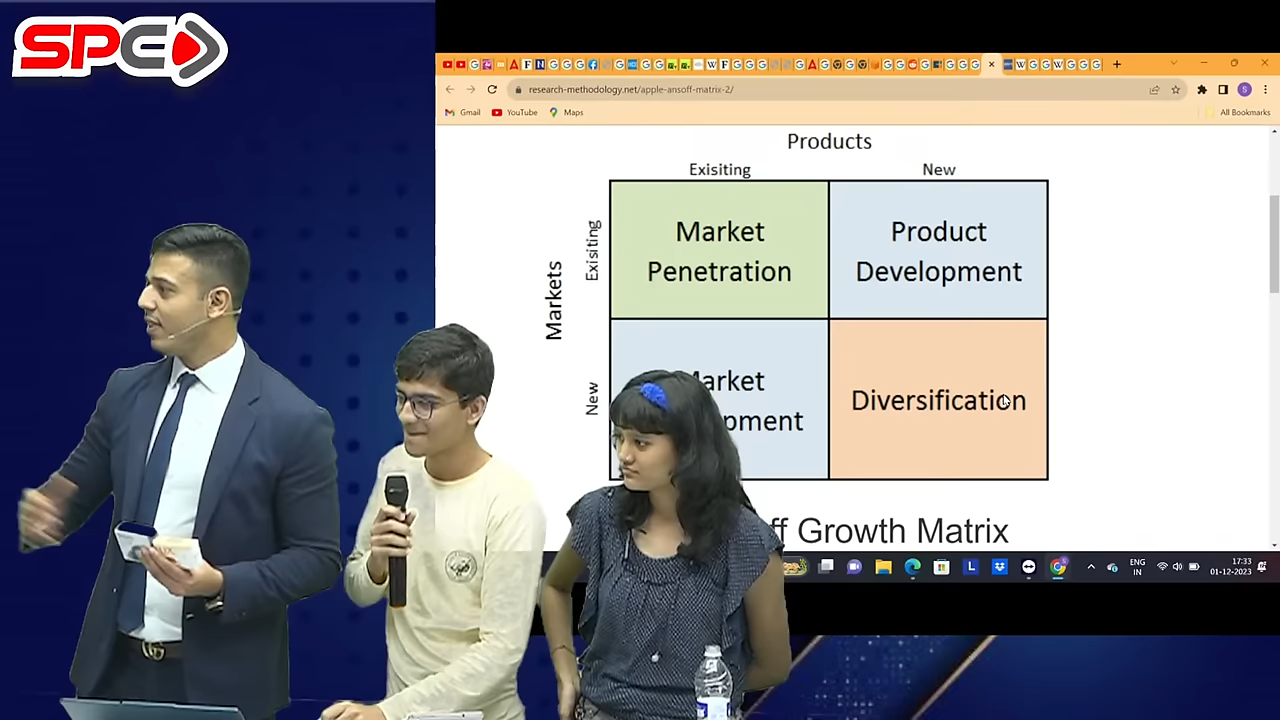 SPE
research-methodology.net/apple-ansoff-matrix-2/
Gmail YouTube Maps All Bookmarks
Products
Exisiting New
Markets
Exisiting
Market Penetration
Product Development
New
arket
pment
Diversification
ff Growth Matrix
ENG
IN
17:33
01-12-2023